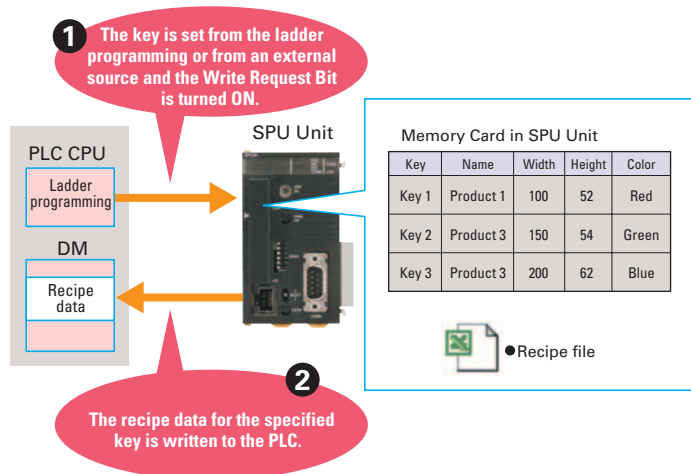 1
The key is set from the ladder
programming or from an external
source and the Write Request Bit
is turned ON.
PLC CPU
Ladder
programming
DM
Recipe
data
SPU Unit
Memory Card in SPU Unit
Key Name Width Height Color
Key 1 Product 1 100 52 Red
Key 2 Product 3 150 54 Green
Key 3 Product 3 200 62 Blue
●Recipe file
2
The recipe data for the specified
key is written to the PLC.